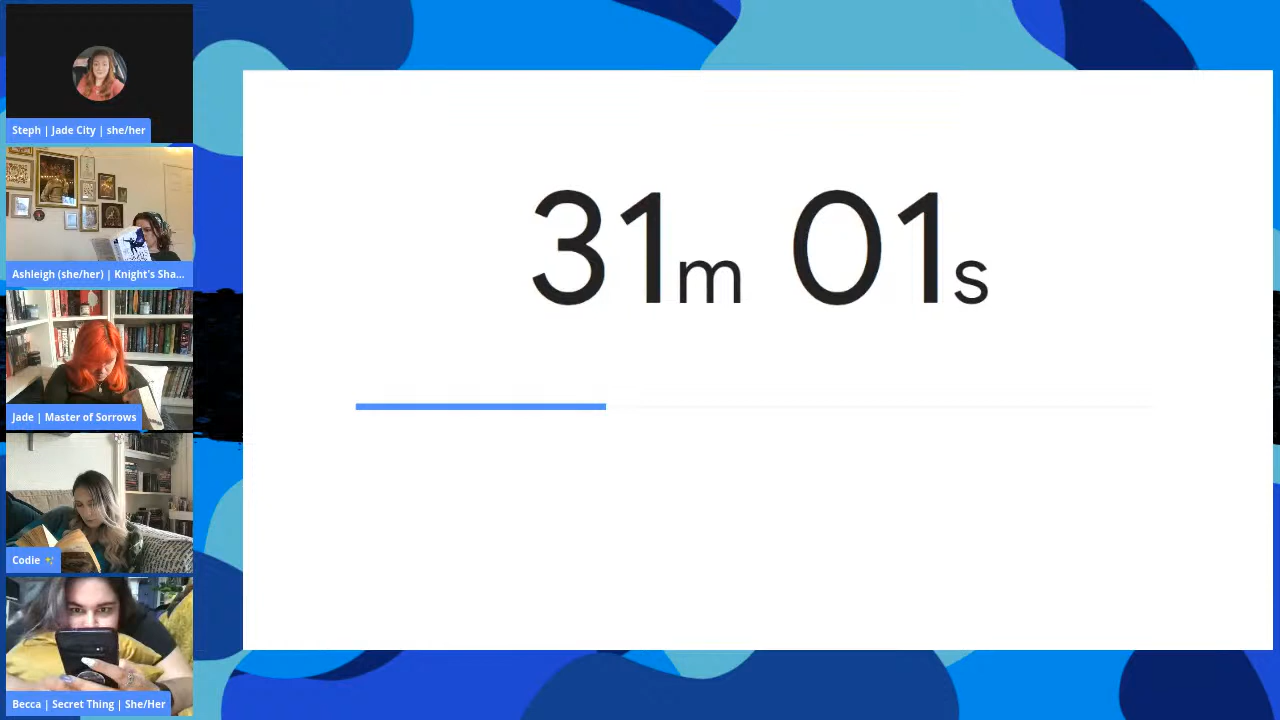 Steph | Jade City | she/her
Ashleigh (she/her) | Knight's Sha...
Jade | Master of Sorrows
Codie ✨
Becca | Secret Thing | She/Her
31m 01s